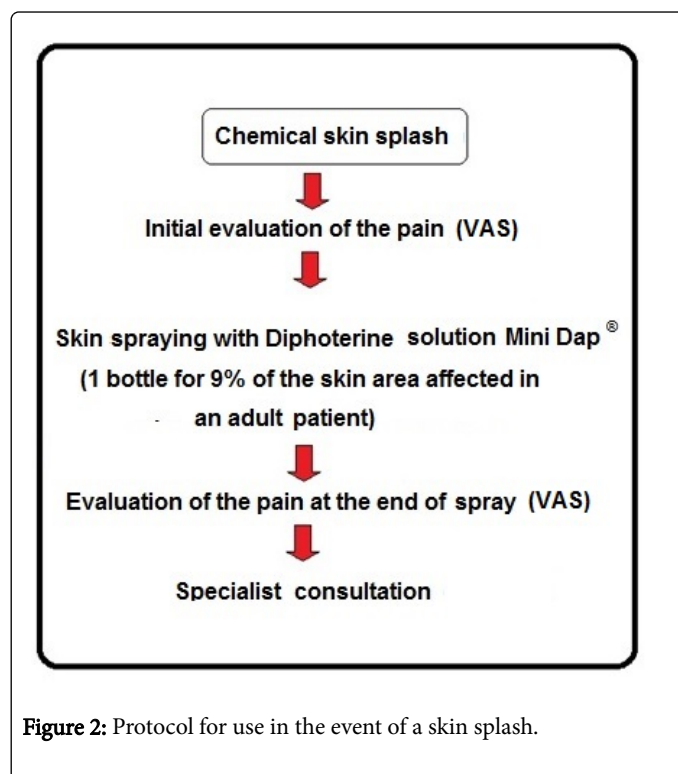 Chemical skin splash
Initial evaluation of the pain (VAS)
Skin spraying with Diphoterine solution Mini Dap ®
(1 bottle for 9% of the skin area affected in
- an adult patient)
Evaluation of the pain at the end of spray (VAS)
Specialist consultation
Figure 2: Protocol for use in the event of a skin splash.